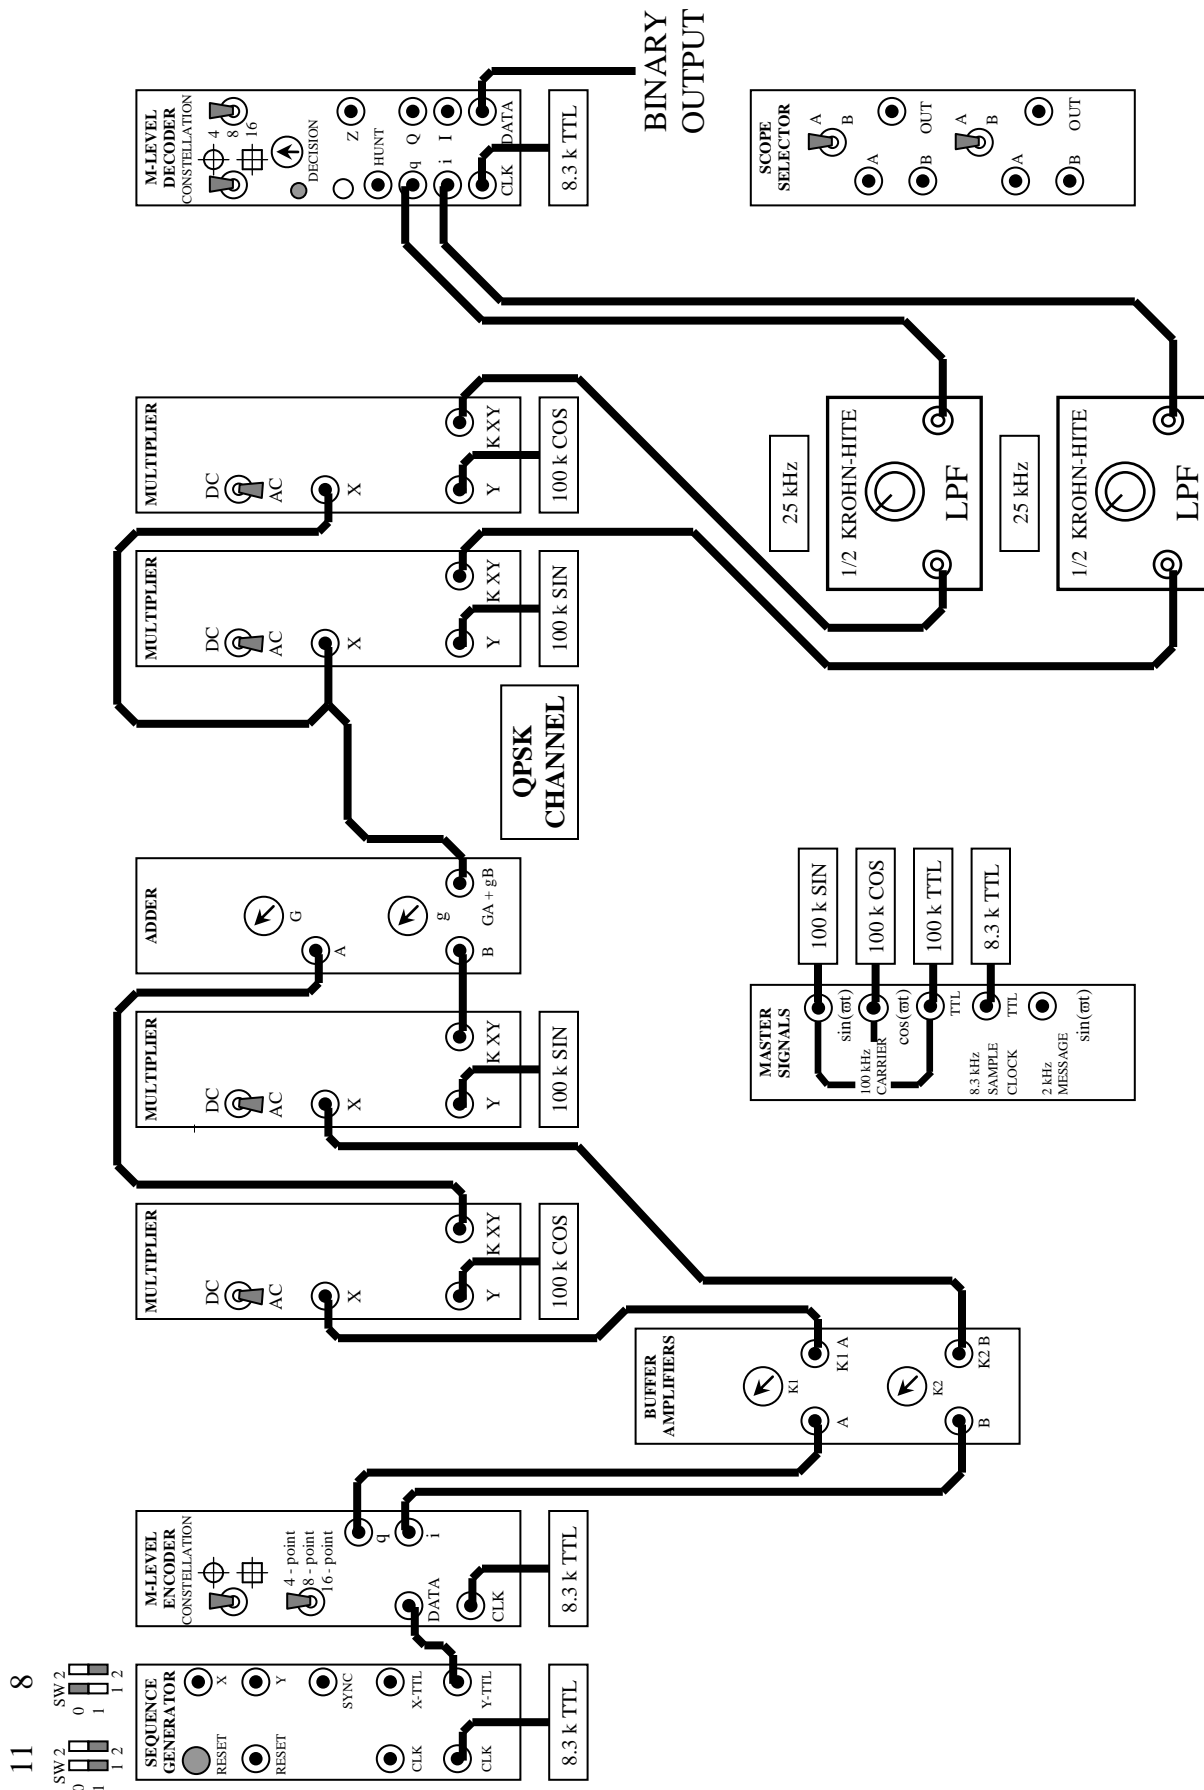 11
8
SW 2
0
1
1 2
SW 2
0
1
1 2
SEQUENCE
GENERATOR
RESET
RESET
CLK
CLK
X
Y
SYNC
X-TTL
Y-TTL
8.3 k TTL
M-LEVEL
ENCODER
CONSTELLATION
4 - point
8 - point
16 - point
q
i
DATA
CLK
8.3 k TTL
BUFFER
AMPLIFIERS
K1
K2
A
K1 A
B
K2 B
MULTIPLIER
DC
AC
X
Y
K XY
100 k COS
MULTIPLIER
DC
AC
X
Y
K XY
100 k SIN
ADDER
G
g
A
B
GA + gB
QPSK
CHANNEL
MASTER
SIGNALS
100 kHz
CARRIER
sin(ϖt)
cos(ϖt)
TTL
8.3 kHz
SAMPLE
CLOCK
TTL
2 kHz
MESSAGE
sin(ϖt)
100 k SIN
100 k COS
100 k TTL
8.3 k TTL
MULTIPLIER
DC
AC
X
Y
K XY
100 k SIN
MULTIPLIER
DC
AC
X
Y
K XY
100 k COS
25 kHz
1/2 KROHN-HITE
LPF
25 kHz
1/2 KROHN-HITE
LPF
M-LEVEL
DECODER
CONSTELLATION
4
8
16
DECISION
Z
HUNT
q Q
i I
CLK DATA
8.3 k TTL
BINARY
OUTPUT
SCOPE
SELECTOR
A
B
A
B
OUT
A
B
A
B
OUT